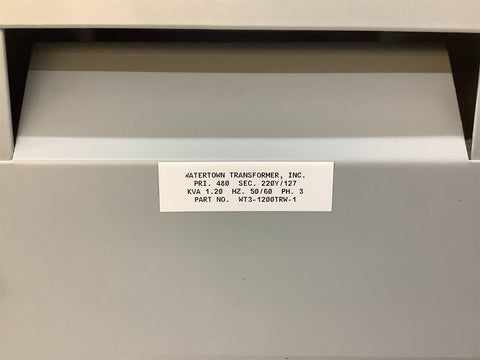 WATERTOWN TRANSFORMER, INC.
PRI. 480 SEC. 220Y/127
KVA 1.20 HZ. 50/60 PH. 3
PART NO. WT3-1200TRW-1